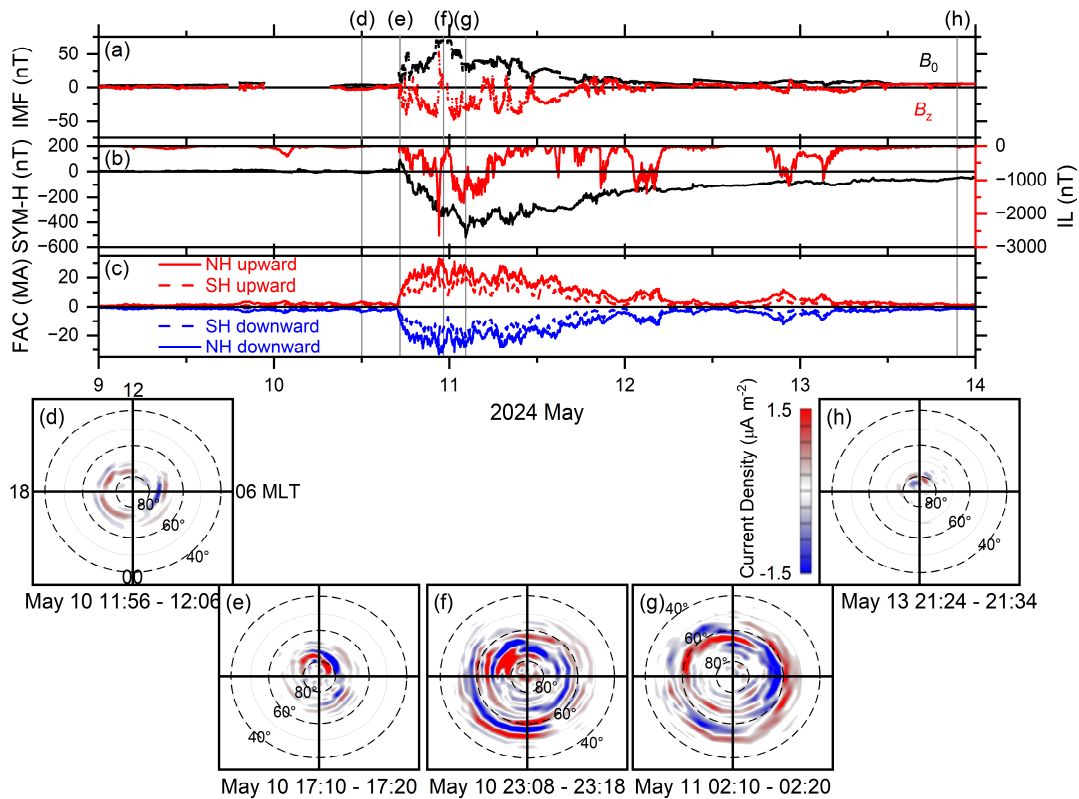 (d) (e) (f) (g) (h)
(a)
IMF (nT)
50
0
−50
B0
Bz
(b)
SYM-H (nT)
200
0
−200
−400
−600
0
−1000
−2000
−3000
IL (nT)
(c)
FAC (MA)
20
0
−20
NH upward
SH upward
SH downward
NH downward
9 10 11 12 13 14
2024 May
(d)
12
18
06 MLT
00
80°
60°
40°
May 10 11:56 - 12:06
Current Density (μA m-2)
1.5
-1.5
(h)
80°
60°
40°
May 13 21:24 - 21:34
(e)
80°
60°
40°
May 10 17:10 - 17:20
(f)
80°
60°
40°
May 10 23:08 - 23:18
(g)
40°
60°
80°
May 11 02:10 - 02:20